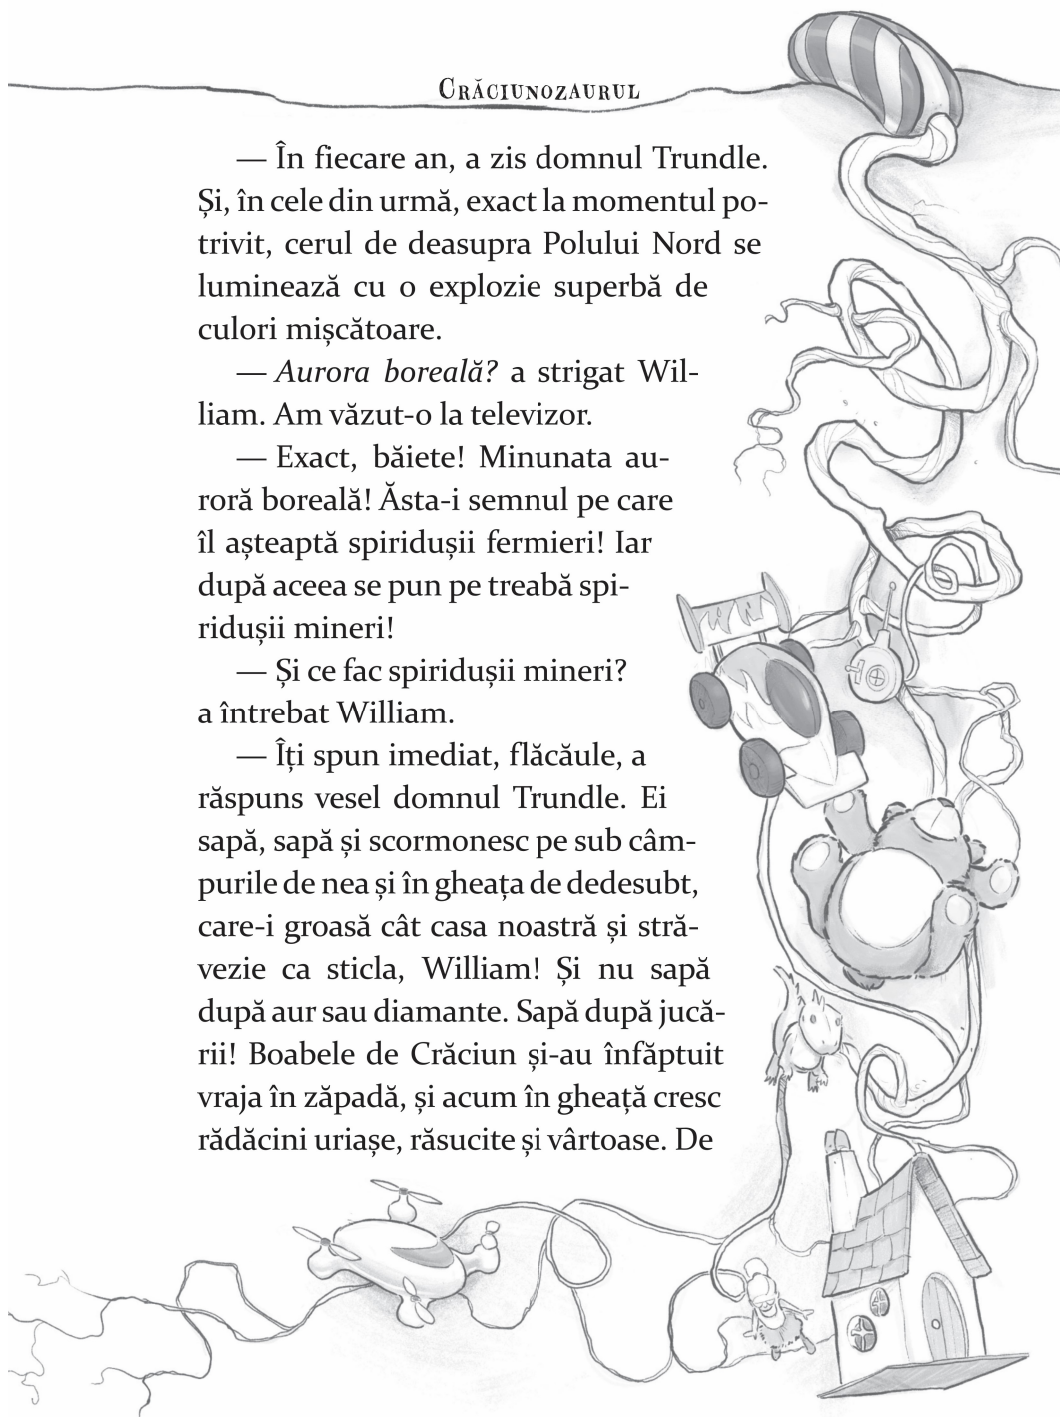 Crăciunozaurul
— În fiecare an, a zis domnul Trundle.
Și, în cele din urmă, exact la momentul po-
trivit, cerul de deasupra Polului Nord se
luminează cu o explozie superbă de
culori mișcătoare.
— Aurora boreală? a strigat Wil-
liam. Am văzut-o la televizor.
— Exact, băiete! Minunata au-
roră boreală! Ăsta-i semnul pe care
îl așteaptă spiridușii fermieri! Iar
după aceea se pun pe treabă spi-
ridușii mineri!
— Și ce fac spiridușii mineri?
a întrebat William.
— Îți spun imediat, flăcăule, a
răspuns vesel domnul Trundle. Ei
sapă, sapă și scormonesc pe sub câm-
purile de nea și în gheața de dedesubt,
care-i groasă cât casa noastră și stră-
vezie ca sticla, William! Și nu sapă
după aur sau diamante. Sapă după jucă-
rii! Boabele de Crăciun și-au înfăptuit
vraja în zăpadă, și acum în gheață cresc
rădăcini uriașe, răsucite și vârtoase. De